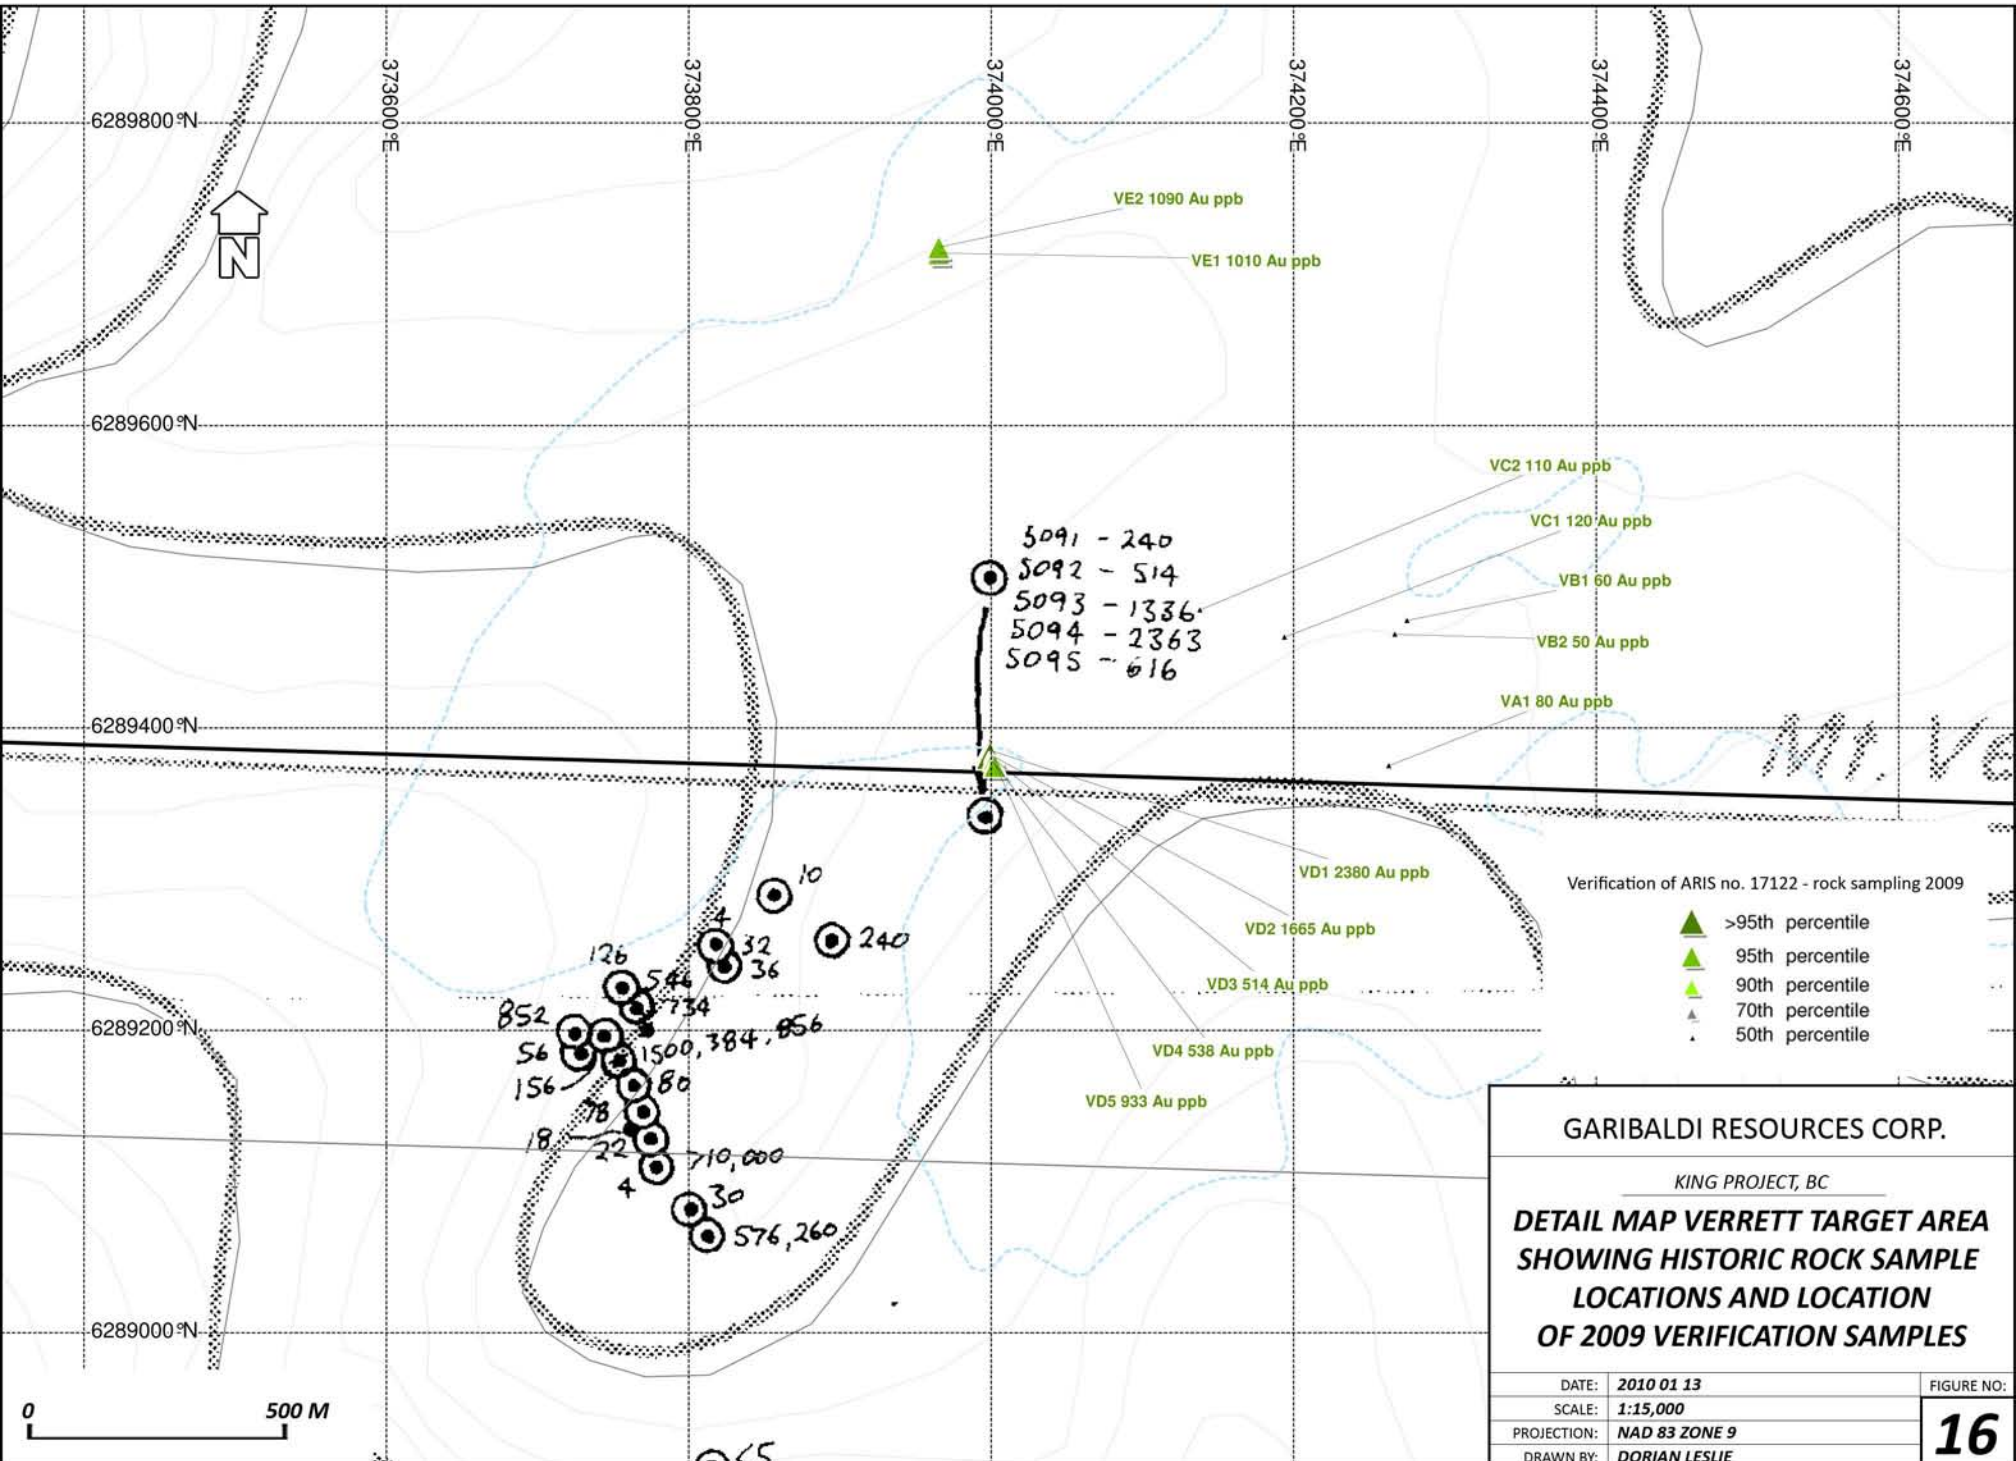 373600°E
373800°E
374000°E
374200°E
374400°E
374600°E
6289800°N
N
VE2 1090 Au ppb
VE1 1010 Au ppb
6289600°N
VC2 110 Au ppb
VC1 120 Au ppb
VB1 60 Au ppb
VB2 50 Au ppb
VA1 80 Au ppb
5091 - 240
5092 - 514
5093 - 1336
5094 - 2363
5095 - 616
6289400°N
Mt. Ve
VD1 2380 Au ppb
VD2 1665 Au ppb
VD3 514 Au ppb
VD4 538 Au ppb
VD5 933 Au ppb
10
4
32
240
36
126
546
734
852
6289200°N
1500, 384, 856
56
156
80
78
18
22
710,000
4
30
576,260
6289000°N
65
0 500 M
Verification of ARIS no. 17122 - rock sampling 2009
>95th percentile
95th percentile
90th percentile
70th percentile
50th percentile
GARIBALDI RESOURCES CORP.
KING PROJECT, BC
DETAIL MAP VERRETT TARGET AREA
SHOWING HISTORIC ROCK SAMPLE
LOCATIONS AND LOCATION
OF 2009 VERIFICATION SAMPLES
DATE: 2010 01 13
SCALE: 1:15,000
PROJECTION: NAD 83 ZONE 9
DRAWN BY: DORIAN LESLIE
FIGURE NO:
16